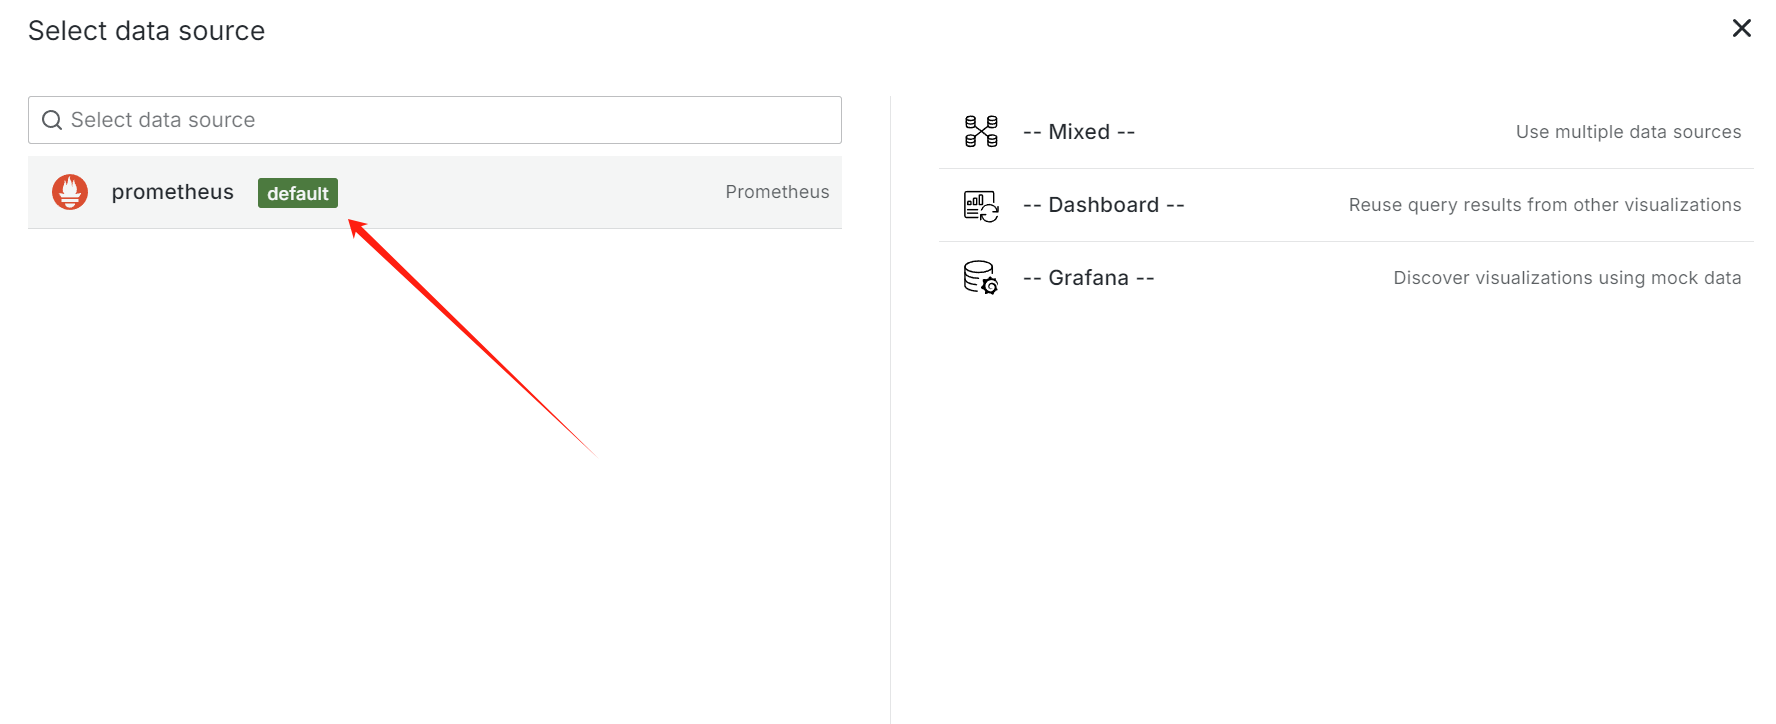 Select data source
Select data source
prometheus default Prometheus
-- Mixed -- Use multiple data sources
-- Dashboard -- Reuse query results from other visualizations
-- Grafana -- Discover visualizations using mock data